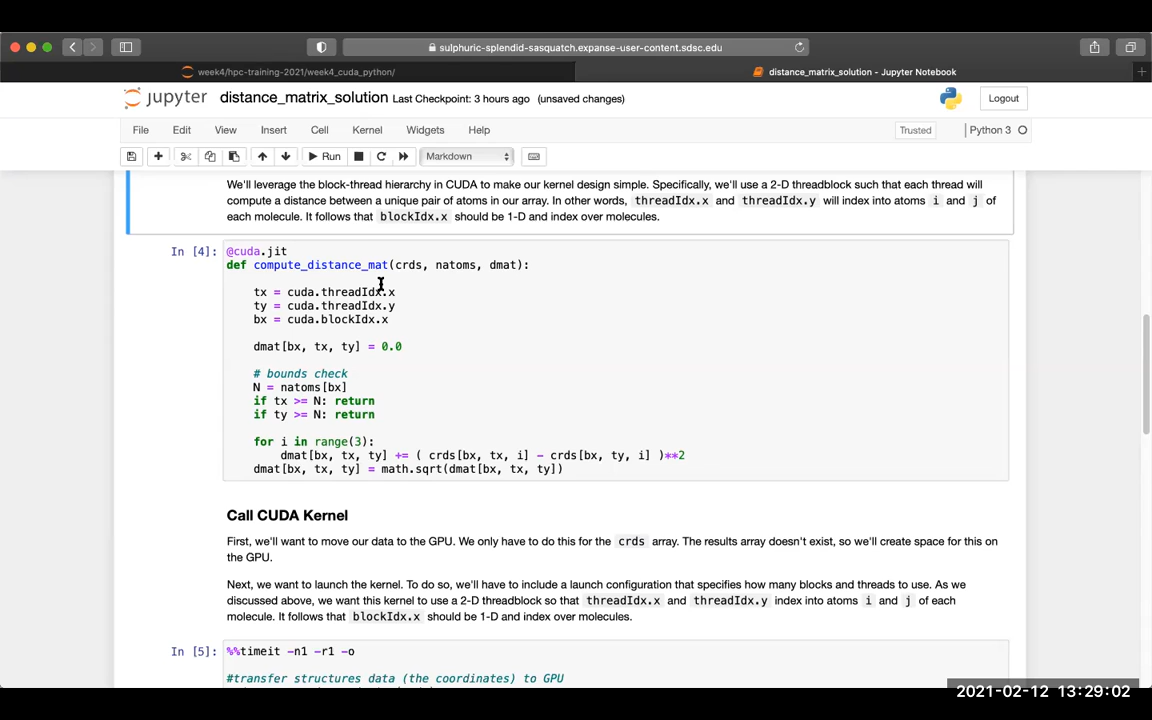 sulphuric-splendid-sasquatch.expanse-user-content.sdsc.edu
week4/hpc-training-2021/week4_cuda_python/
distance_matrix_solution - Jupyter Notebook
jupyter distance_matrix_solution Last Checkpoint: 3 hours ago (unsaved changes)
Logout
File Edit View Insert Cell Kernel Widgets Help
Trusted
Python 3
Run
Markdown
We'll leverage the block-thread hierarchy in CUDA to make our kernel design simple. Specifically, we'll use a 2-D threadblock such that each thread will
compute a distance between a unique pair of atoms in our array. In other words, threadIdx.x and threadIdx.y will index into atoms i and j of
each molecule. It follows that blockIdx.x should be 1-D and index over molecules.
In [4]:
@cuda.jit
def compute_distance_mat(crds, natoms, dmat):
tx = cuda.threadIdx.x
ty = cuda.threadIdx.y
bx = cuda.blockIdx.x
dmat[bx, tx, ty] = 0.0
# bounds check
N = natoms[bx]
if tx >= N: return
if ty >= N: return
for i in range(3):
dmat[bx, tx, ty] += ( crds[bx, tx, i] - crds[bx, ty, i] )**2
dmat[bx, tx, ty] = math.sqrt(dmat[bx, tx, ty])
Call CUDA Kernel
First, we'll want to move our data to the GPU. We only have to do this for the crds array. The results array doesn't exist, so we'll create space for this on
the GPU.
Next, we want to launch the kernel. To do so, we'll have to include a launch configuration that specifies how many blocks and threads to use. As we
discussed above, we want this kernel to use a 2-D threadblock so that threadIdx.x and threadIdx.y index into atoms i and j of each
molecule. It follows that blockIdx.x should be 1-D and index over molecules.
In [5]:
%%timeit -n1 -r1 -o
#transfer structures data (the coordinates) to GPU
2021-02-12 13:29:02